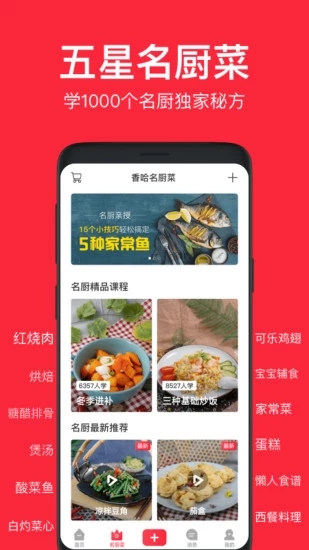 五星名厨菜
学1000个名厨独家秘方
香哈名厨菜
名厨亲授
15个小技巧轻松搞定
5种家常鱼
名厨精品课程
6357人学
冬季进补
8527人学
三种基础炒饭
名厨最新推荐
最新
凉拌豆角
最新
茄盒
首页
名厨菜
消息
我的
红烧肉
烘焙
糖醋排骨
煲汤
酸菜鱼
白灼菜心
可乐鸡翅
宝宝辅食
家常菜
蛋糕
懒人食谱
西餐料理